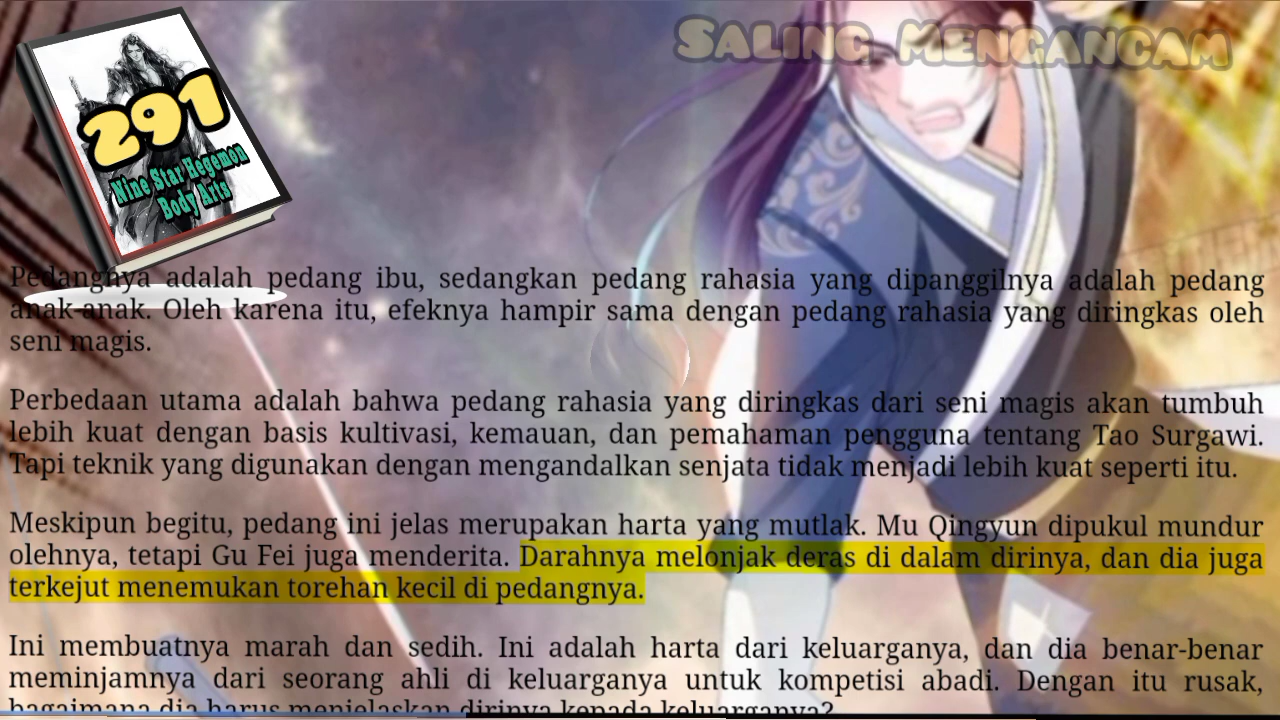 Saling Mengancam
291
Nine Star Hegemon
Body Arts
Pedangnya adalah pedang ibu, sedangkan pedang rahasia yang dipanggilnya adalah pedang
anak-anak. Oleh karena itu, efeknya hampir sama dengan pedang rahasia yang diringkas oleh
seni magis.
Perbedaan utama adalah bahwa pedang rahasia yang diringkas dari seni magis akan tumbuh
lebih kuat dengan basis kultivasi, kemauan, dan pemahaman pengguna tentang Tao Surgawi.
Tapi teknik yang digunakan dengan mengandalkan senjata tidak menjadi lebih kuat seperti itu.
Meskipun begitu, pedang ini jelas merupakan harta yang mutlak. Mu Qingyun dipukul mundur
olehnya, tetapi Gu Fei juga menderita. Darahnya melonjak deras di dalam dirinya, dan dia juga
terkejut menemukan torehan kecil di pedangnya.
Ini membuatnya marah dan sedih. Ini adalah harta dari keluarganya, dan dia benar-benar
meminjamnya dari seorang ahli di keluarganya untuk kompetisi abadi. Dengan itu rusak,
bagaimana dia harus menjelaskan dirinya kepada keluarganya?